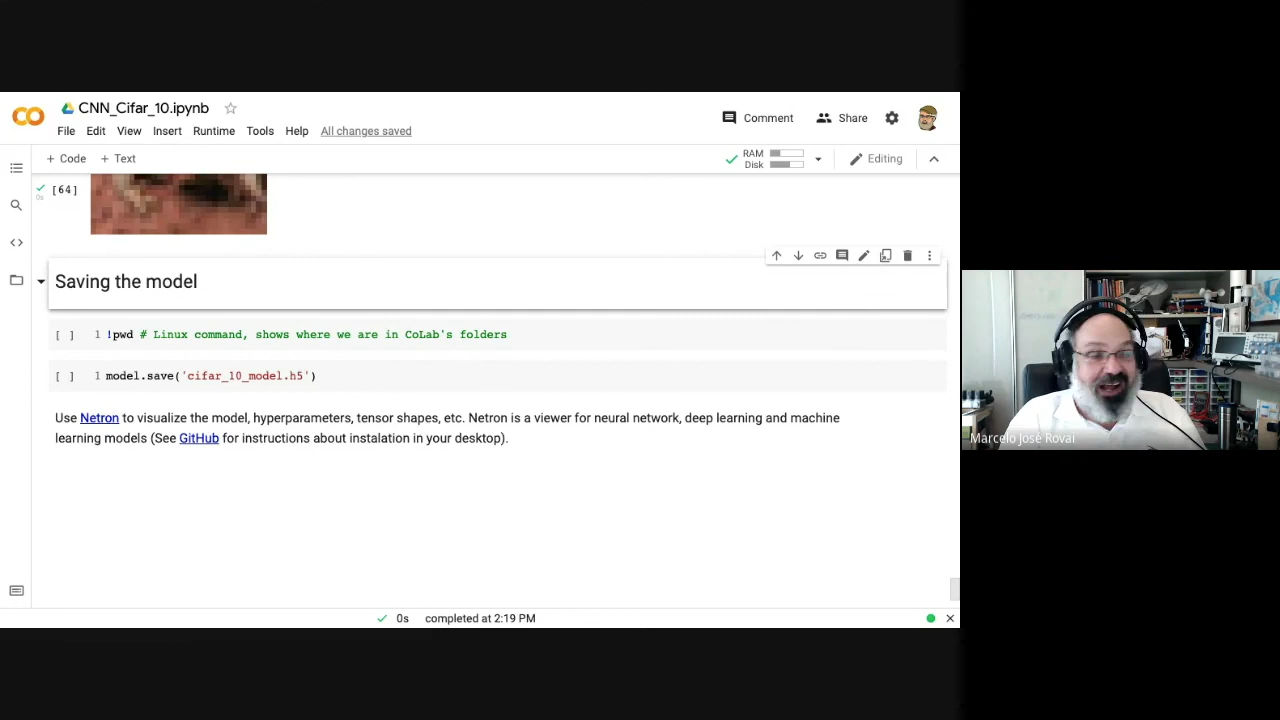 CNN_Cifar_10.ipynb
File Edit View Insert Runtime Tools Help All changes saved
Comment Share
+ Code + Text
RAM
Disk
Editing
[64]
0s
Saving the model
[ ] 1 !pwd # Linux command, shows where we are in CoLab's folders
[ ] 1 model.save('cifar_10_model.h5')
Use Netron to visualize the model, hyperparameters, tensor shapes, etc. Netron is a viewer for neural network, deep learning and machine
learning models (See GitHub for instructions about instalation in your desktop).
0s completed at 2:19 PM
Marcelo José Rovai